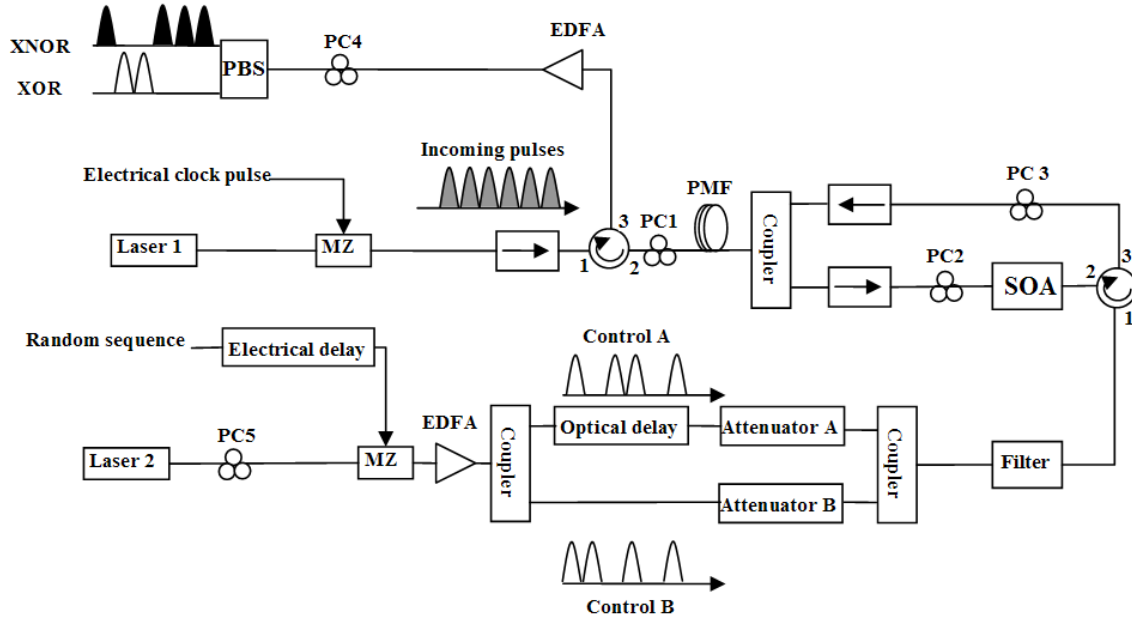 XNOR
XOR
PBS
PC4
EDFA
Electrical clock pulse
Incoming pulses
Laser 1
MZ
1
2
3
PC1
PMF
Coupler
PC 3
PC2
SOA
2
3
1
Random sequence
Electrical delay
Control A
Laser 2
PC5
MZ
EDFA
Coupler
Optical delay
Attenuator A
Attenuator B
Coupler
Filter
Control B